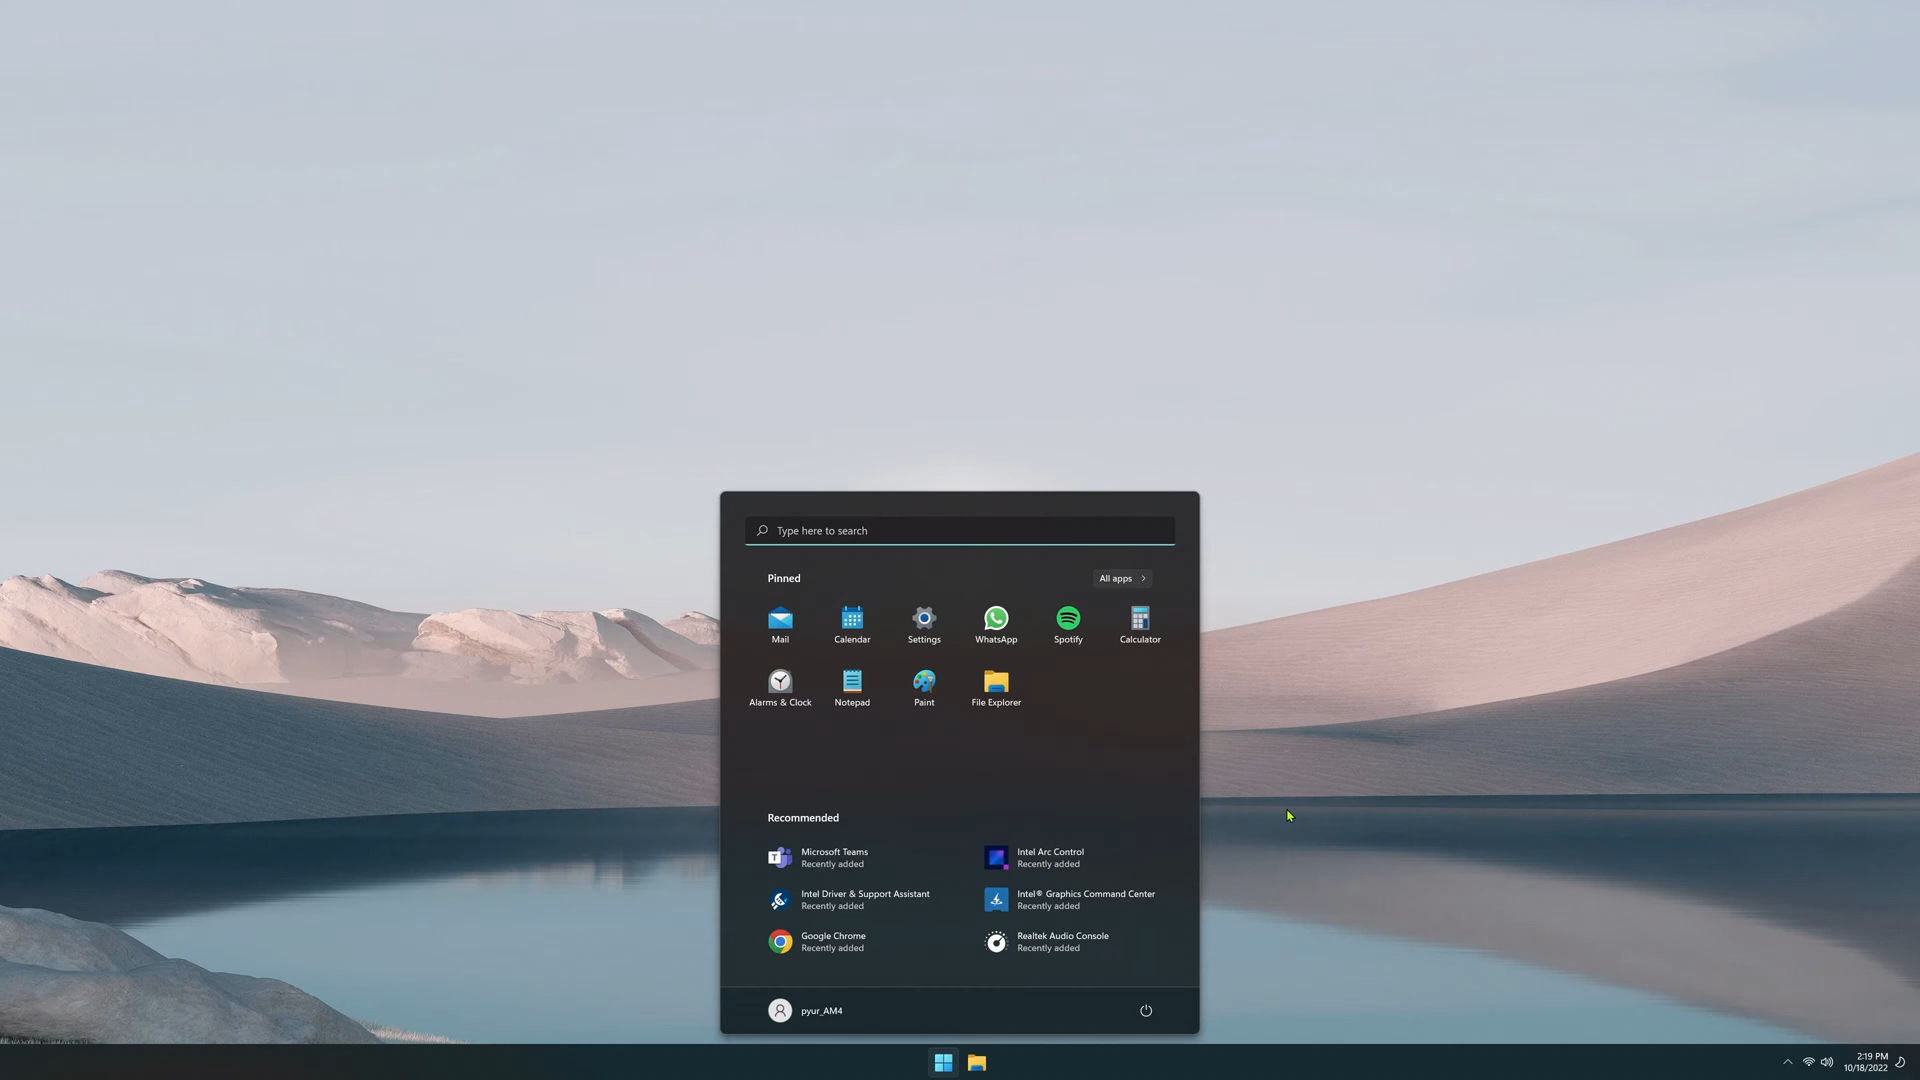 Type here to search
Pinned
All apps
Mail
Calendar
Settings
WhatsApp
Spotify
Calculator
Alarms & Clock
Notepad
Paint
File Explorer
Recommended
Microsoft Teams
Recently added
Intel Arc Control
Recently added
Intel Driver & Support Assistant
Recently added
Intel® Graphics Command Center
Recently added
Google Chrome
Recently added
Realtek Audio Console
Recently added
pyur_AM4
2:19 PM
10/18/2022